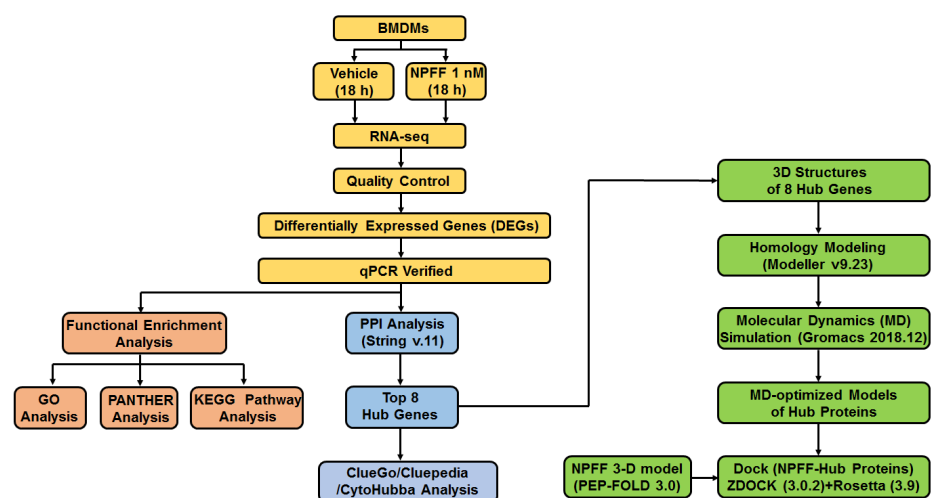 BMDMs
Vehicle
(18 h)
NPFF 1 nM
(18 h)
RNA-seq
Quality Control
Differentially Expressed Genes (DEGs)
qPCR Verified
Functional Enrichment
Analysis
GO
Analysis
PANTHER
Analysis
KEGG Pathway
Analysis
PPI Analysis
(String v.11)
Top 8
Hub Genes
ClueGo/Cluepedia
/CytoHubba Analysis
3D Structures
of 8 Hub Genes
Homology Modeling
(Modeller v9.23)
Molecular Dynamics (MD)
Simulation (Gromacs 2018.12)
MD-optimized Models
of Hub Proteins
NPFF 3-D model
(PEP-FOLD 3.0)
Dock (NPFF-Hub Proteins)
ZDOCK (3.0.2)+Rosetta (3.9)